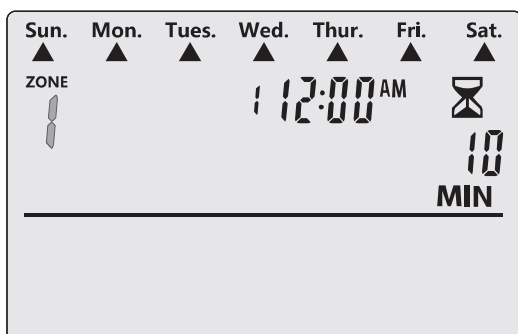 Sun. Mon. Tues. Wed. Thur. Fri. Sat.
ZONE
1 1 12:00 AM
10
MIN